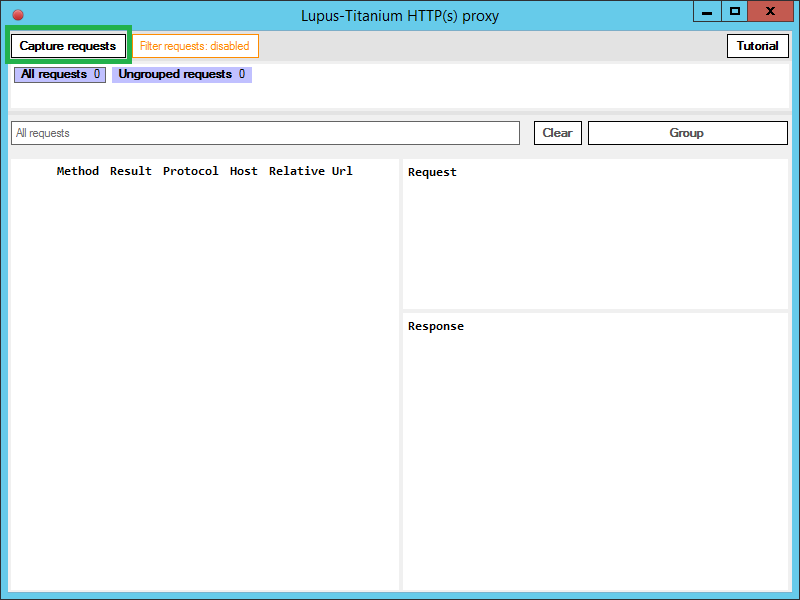 Lupus-Titanium HTTP(s) proxy
Capture requests Filter requests: disabled Tutorial
All requests 0 Ungrouped requests 0
All requests Clear Group
Method Result Protocol Host Relative Url
Request
Response